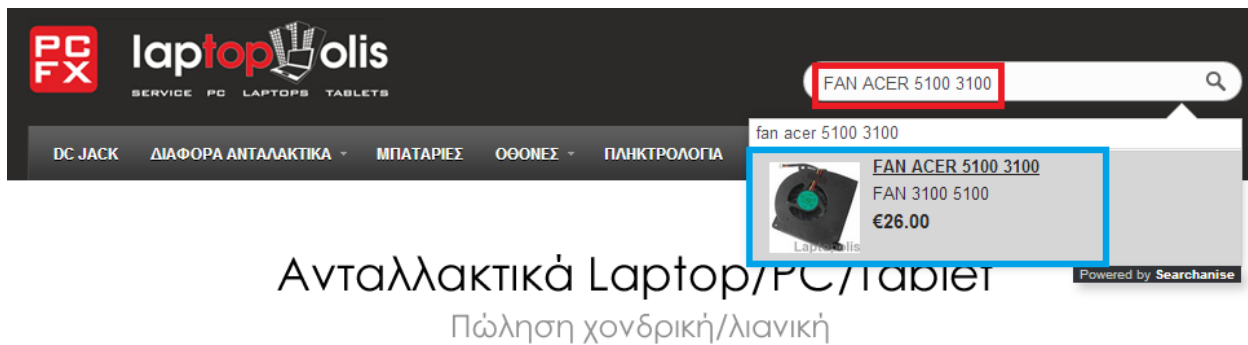 PC
FX
laptopolis
SERVICE PC LAPTOPS TABLETS
FAN ACER 5100 3100
DC JACK ΔΙΑΦΟΡΑ ΑΝΤΑΛΑΚΤΙΚΑ ΜΠΑΤΑΡΙΕΣ ΟΘΟΝΕΣ ΠΛΗΚΤΡΟΛΟΓΙΑ
fan acer 5100 3100
FAN ACER 5100 3100
FAN 3100 5100
€26.00
Laptopolis
Powered by Searchanise
Ανταλλακτικά Laptop/PC/Tablet
Πώληση χονδρική/λιανική